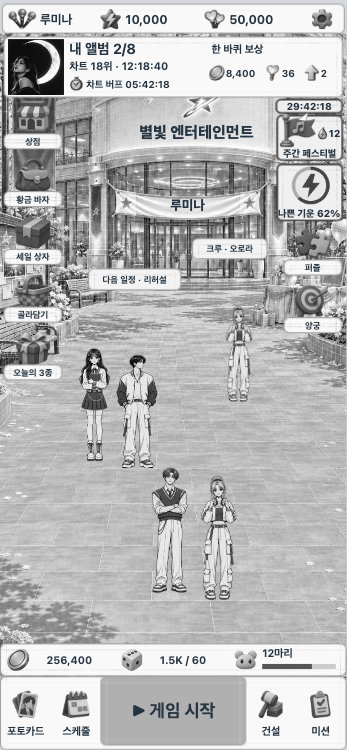 루미나
10,000
50,000
내 앨범 2/8
한 바퀴 보상
차트 18위 · 12:18:40
8,400
36
2
차트 버프 05:42:18
29:42:18
상점
별빛 엔터테인먼트
12
주간 페스티벌
황금 바자
루미나
나쁜 기운 62%
크루 · 오로라
세일 상자
퍼즐
다음 일정 · 리허설
골라담기
양궁
오늘의 3종
256,400
1.5K / 60
12마리
포토카드
스케줄
▶ 게임 시작
건설
미션